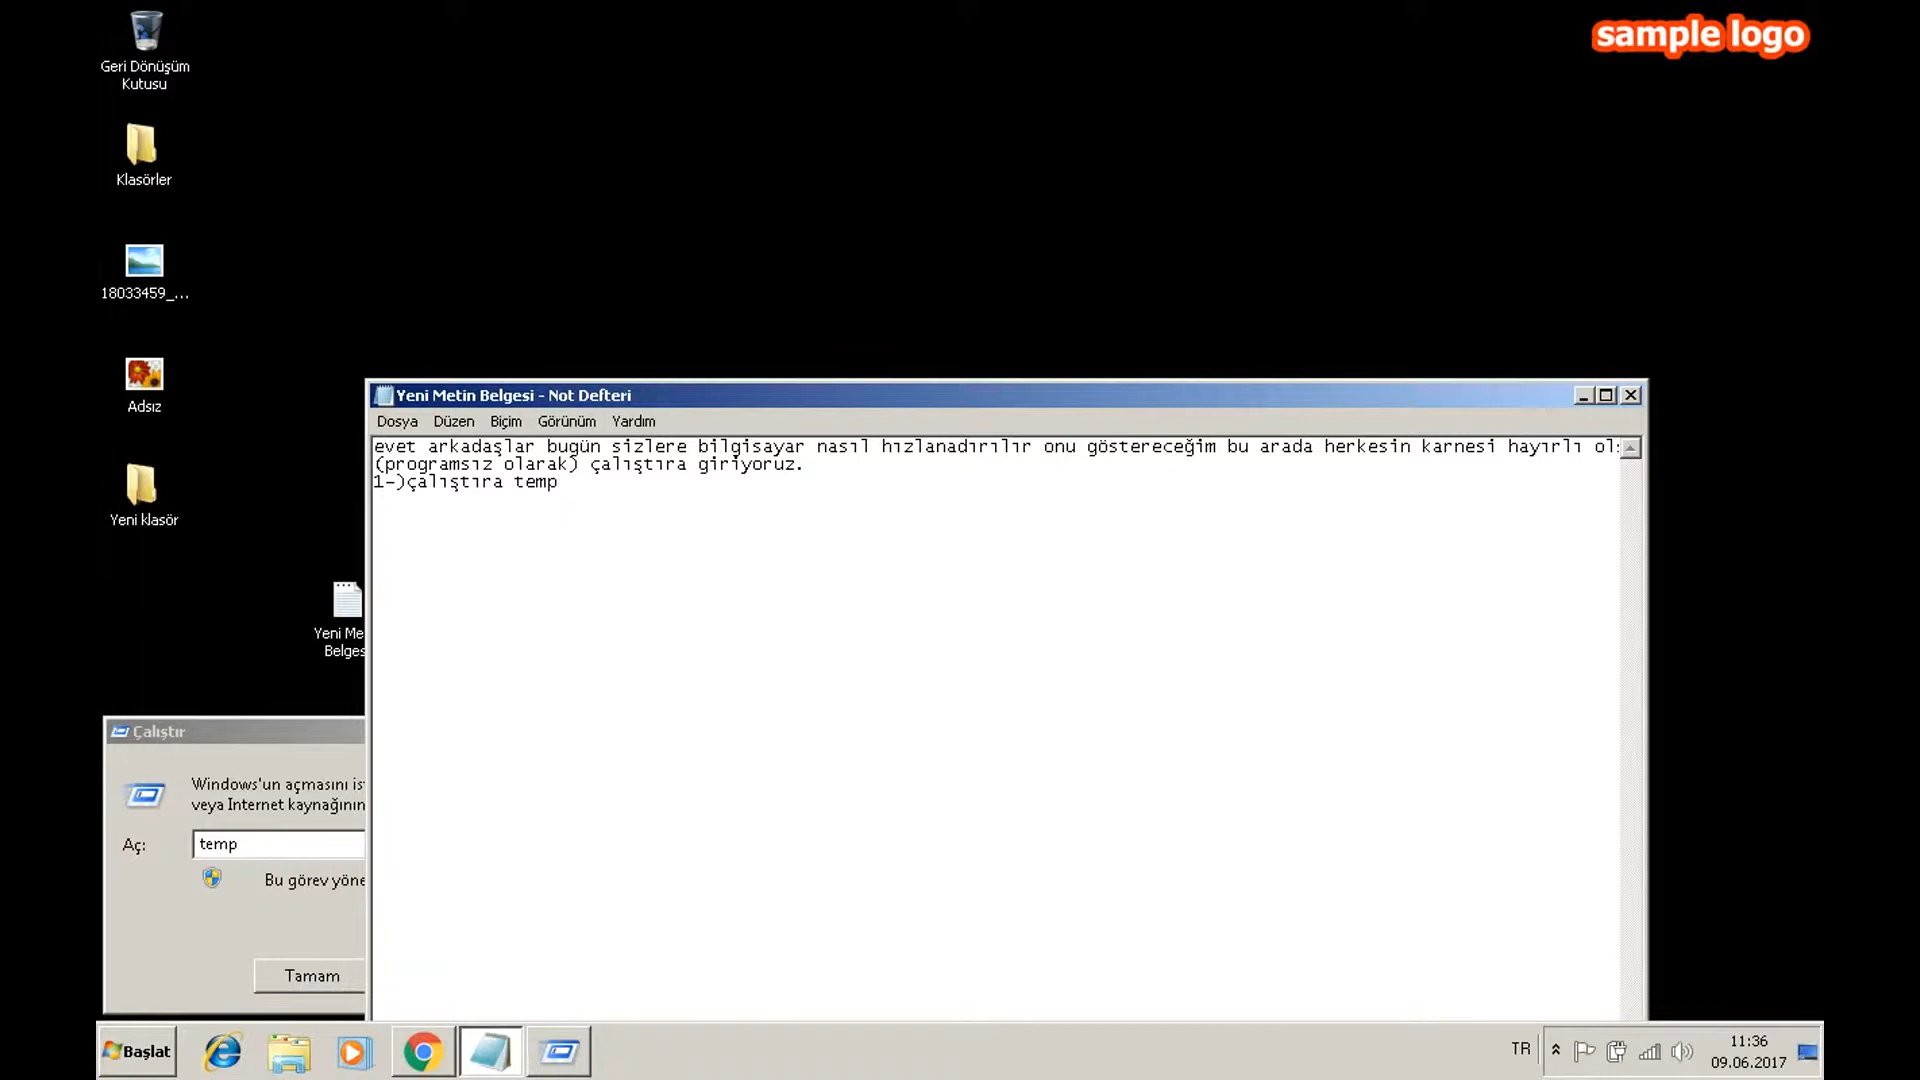 sample logo
Geri Dönüşüm
Kutusu
Klasörler
18033459_...
Adsız
Yeni klasör
Yeni Me
Belges
Yeni Metin Belgesi - Not Defteri
Dosya Düzen Biçim Görünüm Yardım
evet arkadaşlar bugün sizlere bilgisayar nasıl hızlanadırılır onu göstereceğim bu arada herkesin karnesi hayırlı ol
(programsız olarak) çalıştıra giriyoruz.
1-)çalıştıra temp
Çalıştır
Windows'un açmasını is
veya Internet kaynağının
Aç: temp
Bu görev yöne
Tamam
Başlat
TR
11:36
09.06.2017